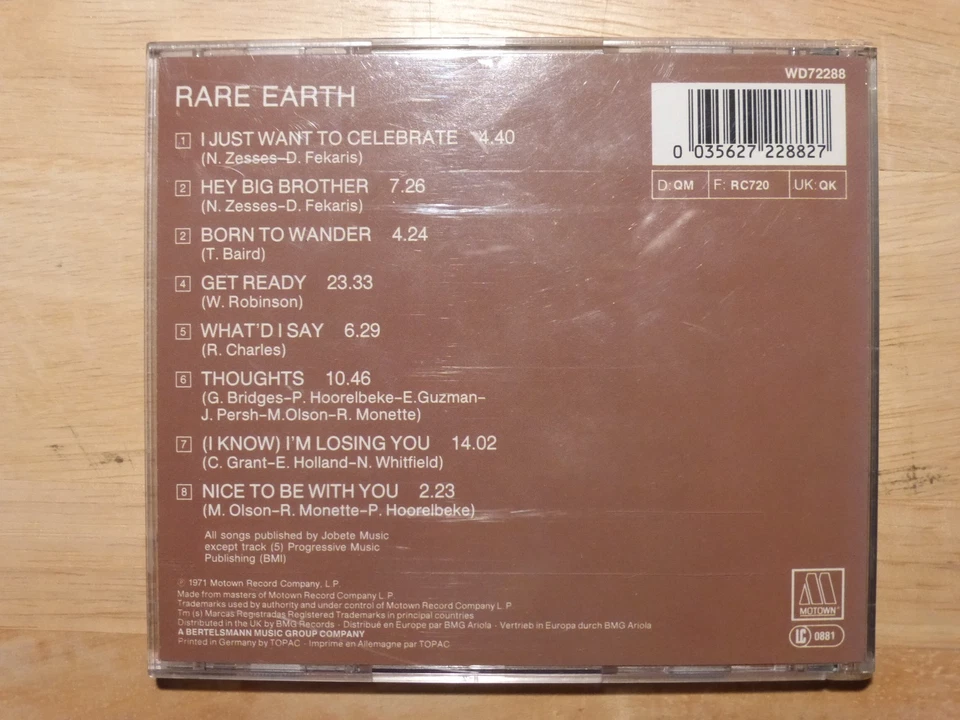 WD72288
RARE EARTH
0 035627 228827
D: QM F: RC720 UK: QK
1 I JUST WANT TO CELEBRATE 4.40
(N. Zesses–D. Fekaris)
2 HEY BIG BROTHER 7.26
(N. Zesses–D. Fekaris)
2 BORN TO WANDER 4.24
(T. Baird)
4 GET READY 23.33
(W. Robinson)
5 WHAT'D I SAY 6.29
(R. Charles)
6 THOUGHTS 10.46
(G. Bridges–P. Hoorelbeke–E.Guzman–
J. Persh–M.Olson–R. Monette)
7 (I KNOW) I'M LOSING YOU 14.02
(C. Grant–E. Holland–N. Whitfield)
8 NICE TO BE WITH YOU 2.23
(M. Olson–R. Monette–P. Hoorelbeke)
All songs published by Jobete Music
except track (5) Progressive Music
Publishing (BMI)
℗ 1971 Motown Record Company, L.P.
Made from masters of Motown Record Company L.P.
Trademarks used by authority and under control of Motown Record Company L.P.
Tm (s) Marcas Registradas Registered Trademarks in principal countries
Distributed in the UK by BMG Records · Distribué en Europe par BMG Ariola · Vertrieb in Europa durch BMG Ariola
A BERTELSMANN MUSIC GROUP COMPANY
Printed in Germany by TOPAC · Imprimé en Allemagne par TOPAC
M
MOTOWN
LC 0881